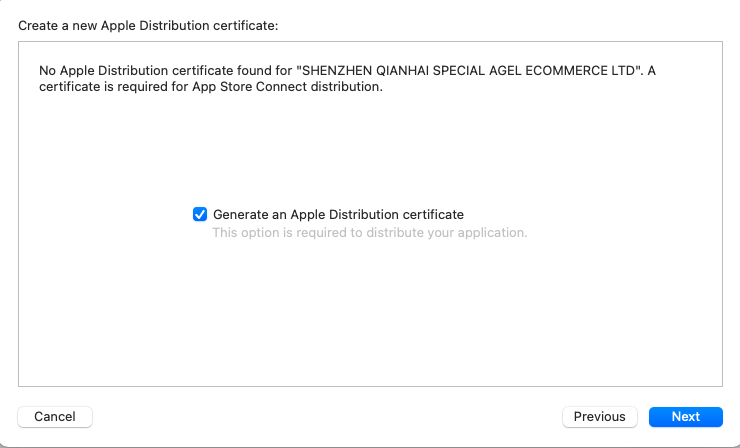 Create a new Apple Distribution certificate:
No Apple Distribution certificate found for "SHENZHEN QIANHAI SPECIAL AGEL ECOMMERCE LTD". A
certificate is required for App Store Connect distribution.
Generate an Apple Distribution certificate
This option is required to distribute your application.
Cancel
Previous
Next